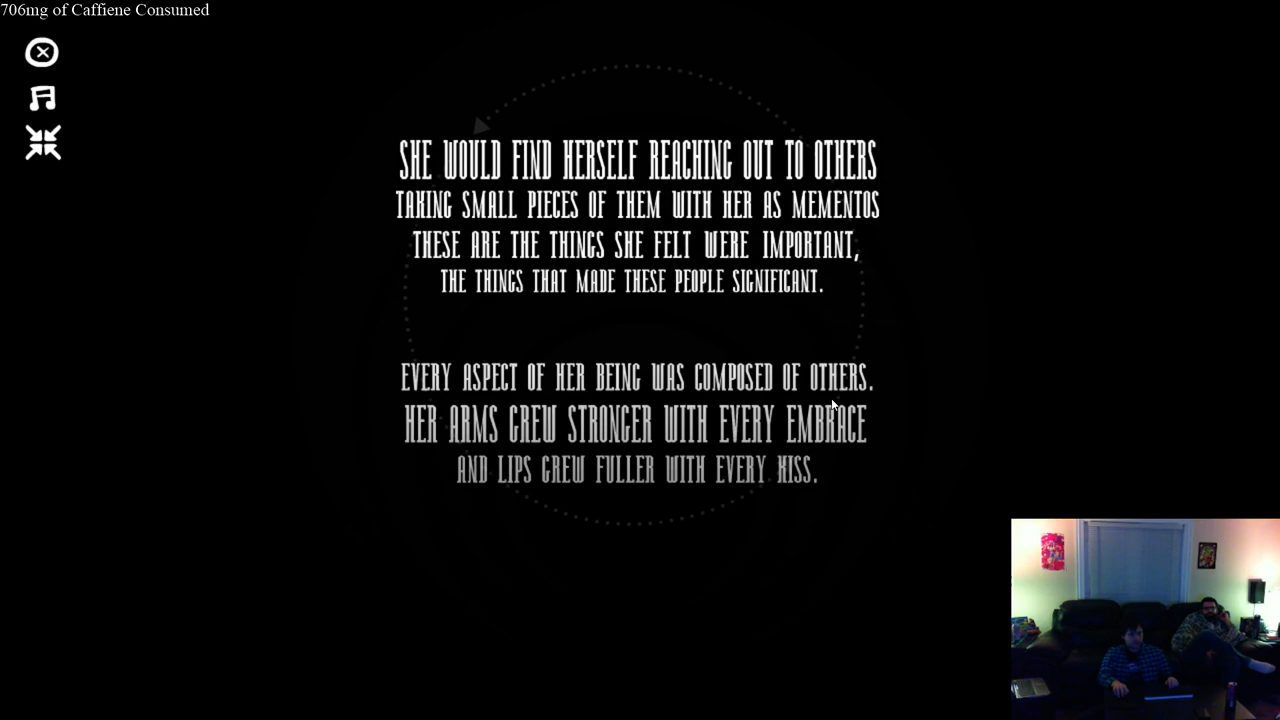 706mg of Caffiene Consumed
SHE WOULD FIND HERSELF REACHING OUT TO OTHERS
TAKING SMALL PIECES OF THEM WITH HER AS MEMENTOS
THESE ARE THE THINGS SHE FELT WERE IMPORTANT,
THE THINGS THAT MADE THESE PEOPLE SIGNIFICANT.
EVERY ASPECT OF HER BEING WAS COMPOSED OF OTHERS.
HER ARMS GREW STRONGER WITH EVERY EMBRACE
AND LIPS GREW FULLER WITH EVERY KISS.